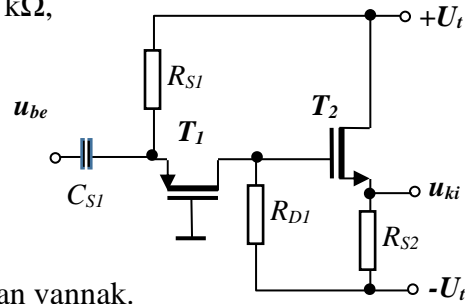 kΩ,
+Ut
RS1
ube
T1
T2
CS1
uki
RD1
RS2
-Ut
an vannak.